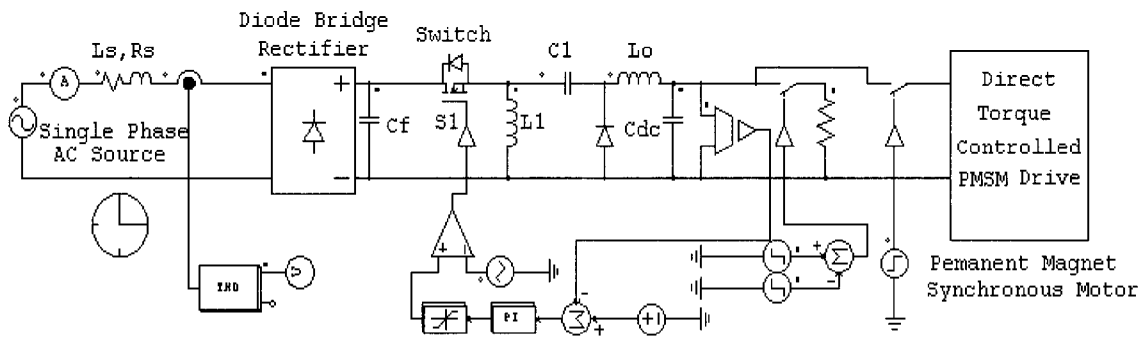 Diode Bridge
Rectifier
Switch
Ls,Rs
C1
Lo
A
Single Phase
AC Source
Cf
S1
L1
Cdc
Direct
Torque
Controlled
PMSM Drive
THD
V
PI
+1
Pemanent Magnet
Synchronous Motor